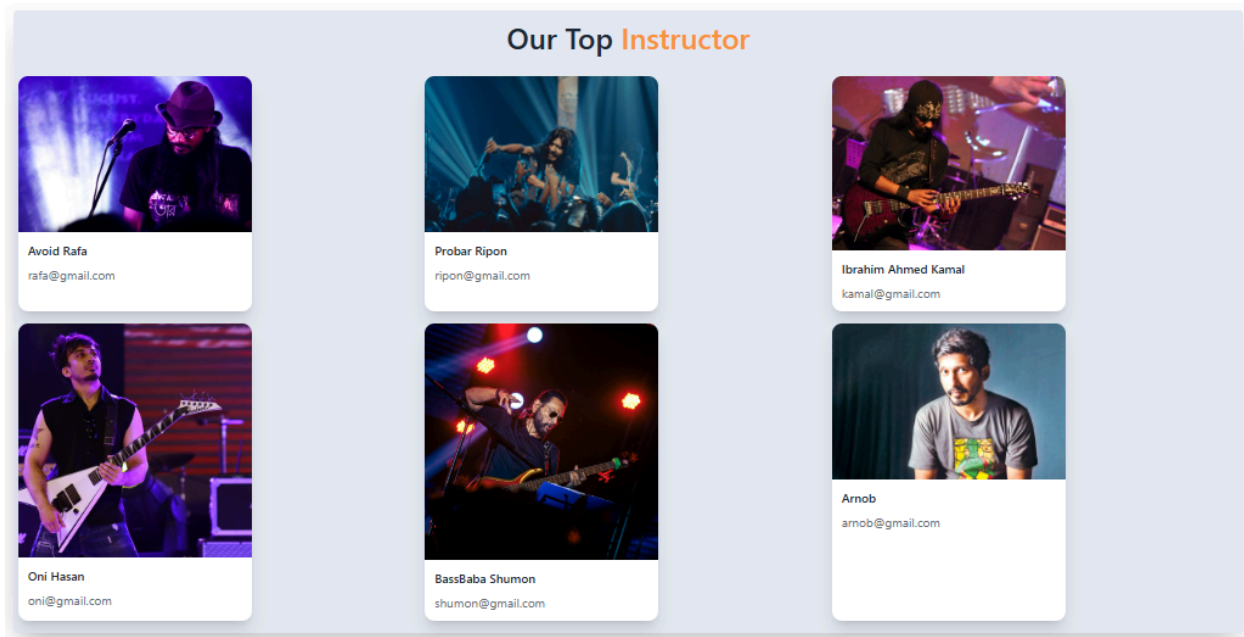 Our Top Instructor
Avoid Rafa
rafa@gmail.com
Probar Ripon
ripon@gmail.com
Ibrahim Ahmed Kamal
kamal@gmail.com
Oni Hasan
oni@gmail.com
BassBaba Shumon
shumon@gmail.com
Arnob
arnob@gmail.com